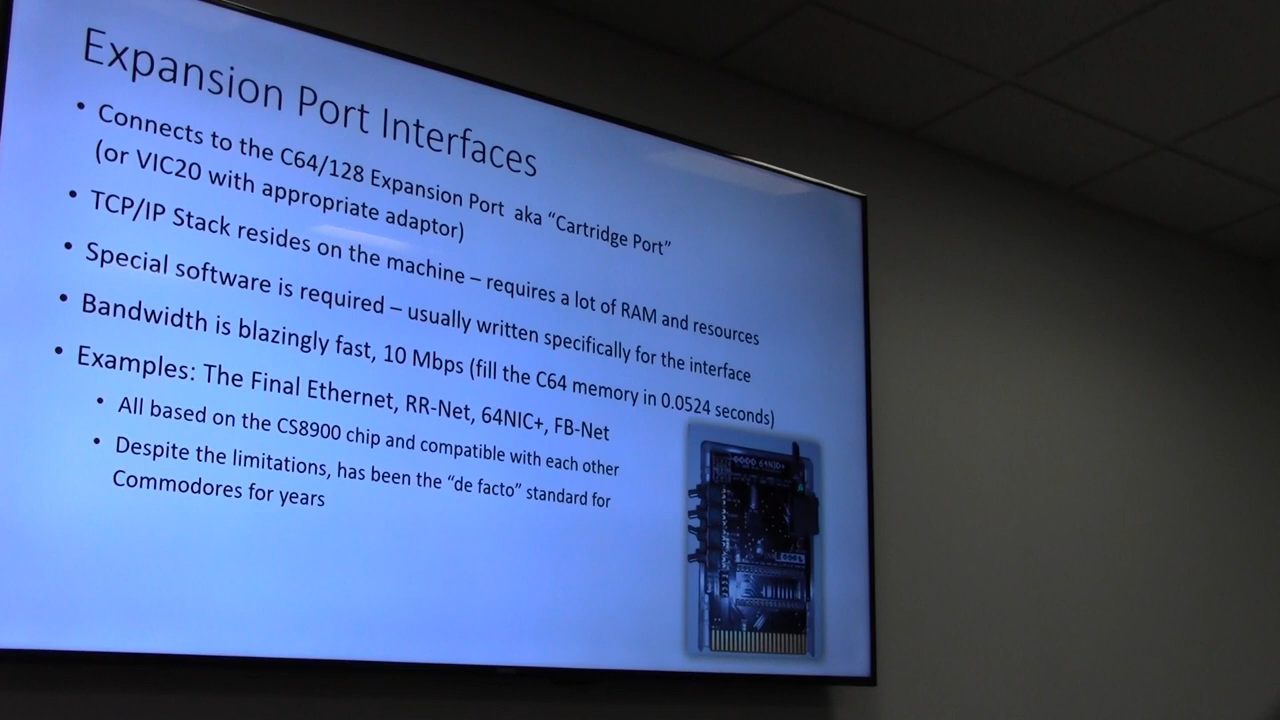 Expansion Port Interfaces
• Connects to the C64/128 Expansion Port aka “Cartridge Port”
(or VIC20 with appropriate adaptor)
• TCP/IP Stack resides on the machine – requires a lot of RAM and resources
• Special software is required – usually written specifically for the interface
• Bandwidth is blazingly fast, 10 Mbps (fill the C64 memory in 0.0524 seconds)
• Examples: The Final Ethernet, RR-Net, 64NIC+, FB-Net
• All based on the CS8900 chip and compatible with each other
• Despite the limitations, has been the “de facto” standard for
Commodores for years
64NIC+